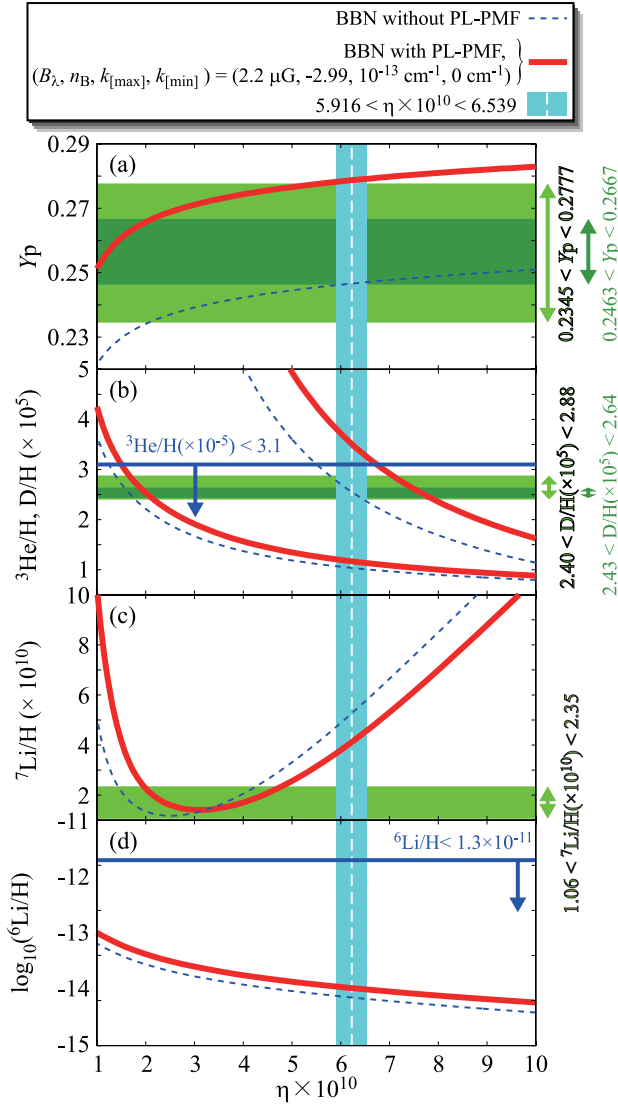 BBN without PL-PMF
BBN with PL-PMF,
(Bλ, nB, k[max], k[min]) = (2.2 μG, -2.99, 10⁻¹³ cm⁻¹, 0 cm⁻¹)
5.916 < η×10¹⁰ < 6.539
(a)
0.29
0.27
0.25
0.23
Yp
0.2345 < Yp < 0.2777
0.2463 < Yp < 0.2667
(b)
5
4
3
2
1
³He/H, D/H (× 10⁵)
³He/H(×10⁻⁵) < 3.1
2.40 < D/H(×10⁵) < 2.88
2.43 < D/H(×10⁵) < 2.64
(c)
10
8
6
4
2
⁷Li/H (× 10¹⁰)
1.06 < ⁷Li/H(×10¹⁰) < 2.35
(d)
-11
-12
-13
-14
-15
log₁₀(⁶Li/H)
⁶Li/H< 1.3×10⁻¹¹
1 2 3 4 5 6 7 8 9 10
η × 10¹⁰